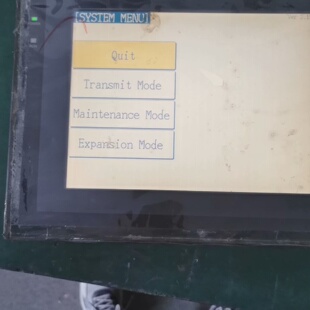 [SYSTEM MENU]
Quit
Transmit Mode
Maintenance Mode
Expansion Mode